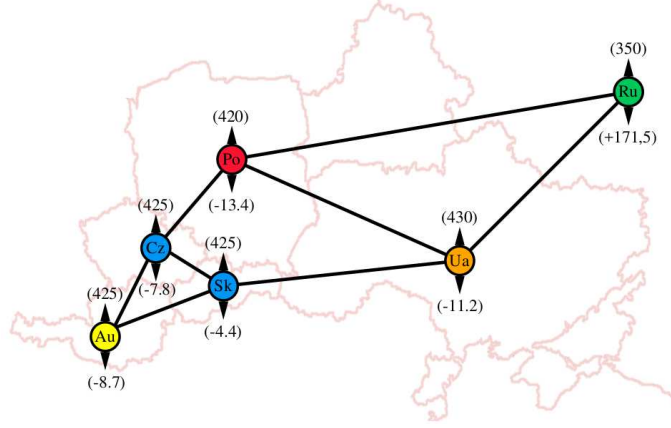 (350)
Ru
(+171,5)
(420)
Po
(-13.4)
(425)
Cz
(-7.8)
(425)
Sk
(-4.4)
(430)
Ua
(-11.2)
(425)
Au
(-8.7)